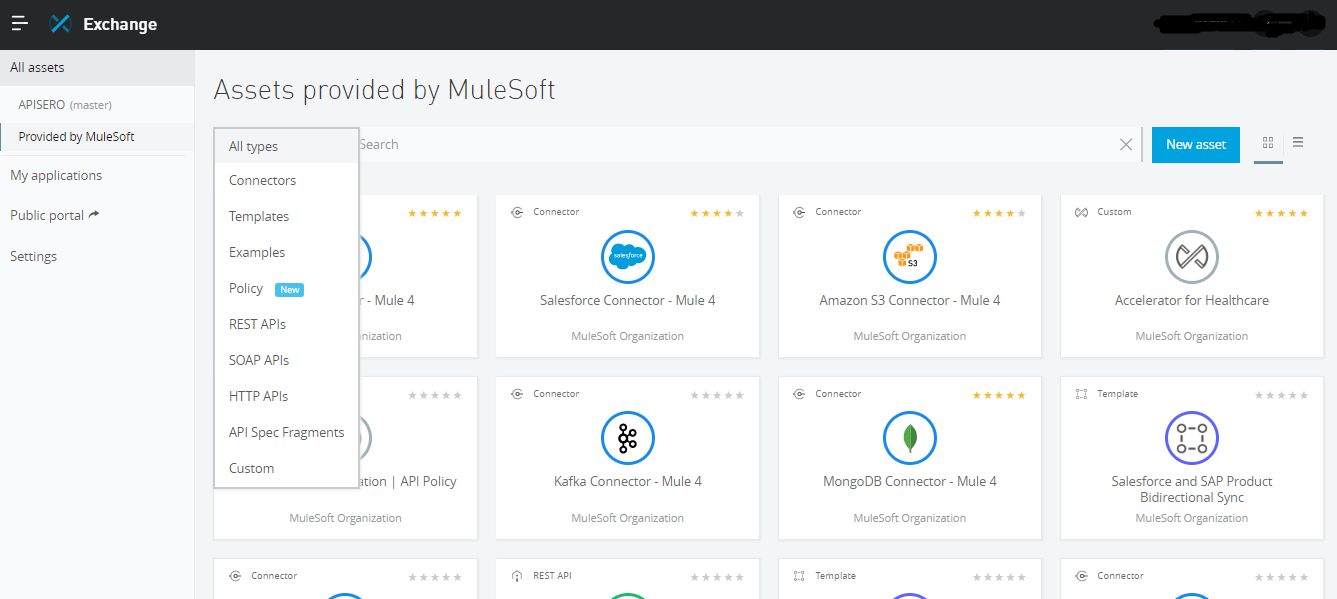 Exchange
All assets
APISERO (master)
Provided by MuleSoft
My applications
Public portal
Settings
Assets provided by MuleSoft
All types
Connectors
Templates
Examples
Policy New
REST APIs
SOAP APIs
HTTP APIs
API Spec Fragments
Custom
Search
New asset
- Mule 4
Connector
salesforce
Salesforce Connector - Mule 4
MuleSoft Organization
Connector
S3
Amazon S3 Connector - Mule 4
MuleSoft Organization
Custom
Accelerator for Healthcare
MuleSoft Organization
| API Policy
MuleSoft Organization
Connector
Kafka Connector - Mule 4
MuleSoft Organization
Connector
MongoDB Connector - Mule 4
MuleSoft Organization
Template
Salesforce and SAP Product
Bidirectional Sync
MuleSoft Organization
Connector
REST API
Template
Connector